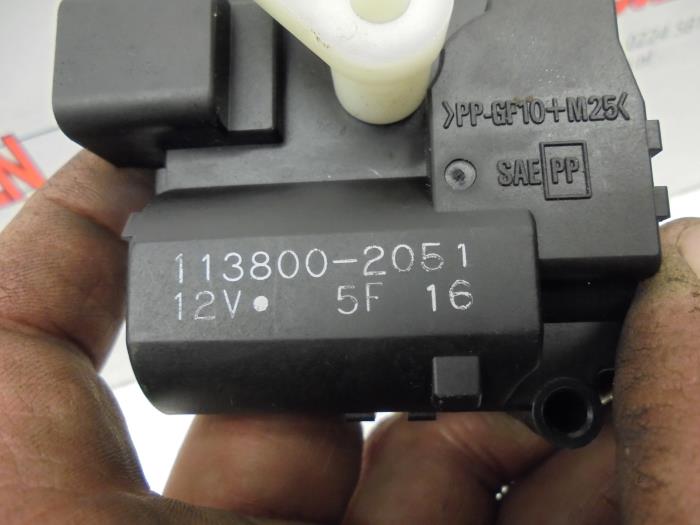 >PP-GF10+M25<
SAE PP
113800-2051
12V• 5F 16